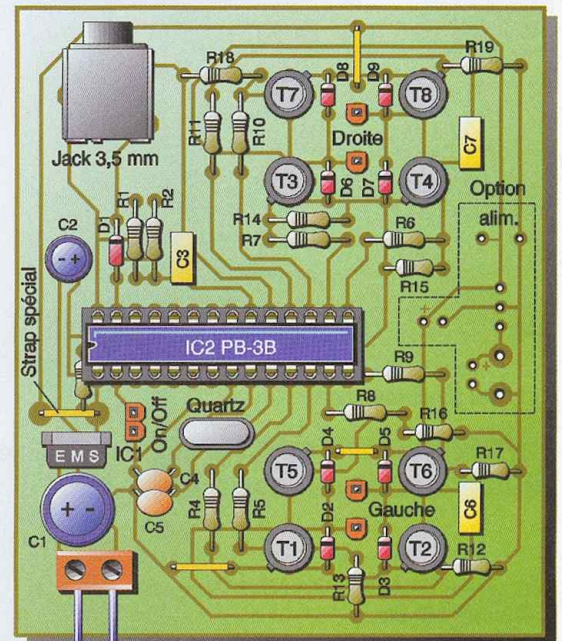 R18
D8
D9
R19
T7
T8
R11
R10
Droite
C7
Jack 3,5 mm
T3
D6
D7
T4
Option
alim.
R1
R2
D1
C2
- +
C3
R14
R7
R6
R15
Strap spécial
IC2 PB-3B
R9
On/Off
Quartz
R8
R16
IC1
E M S
D4
D5
T5
T6
R17
C4
C5
R4
R5
D2
Gauche
C6
+ -
C1
T1
T2
D3
R12
R13